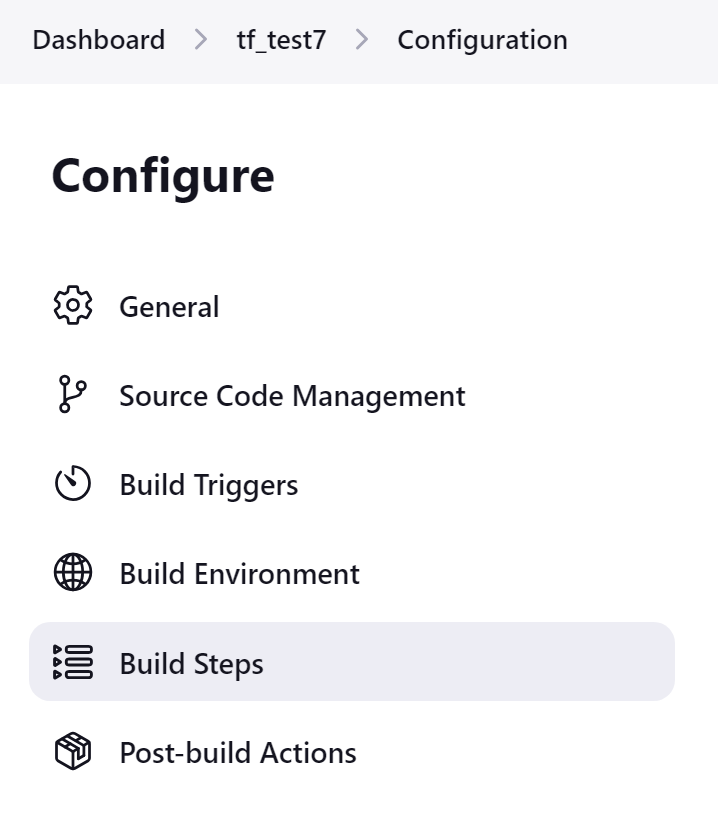 Dashboard > tf_test7 > Configuration
Configure
General
Source Code Management
Build Triggers
Build Environment
Build Steps
Post-build Actions